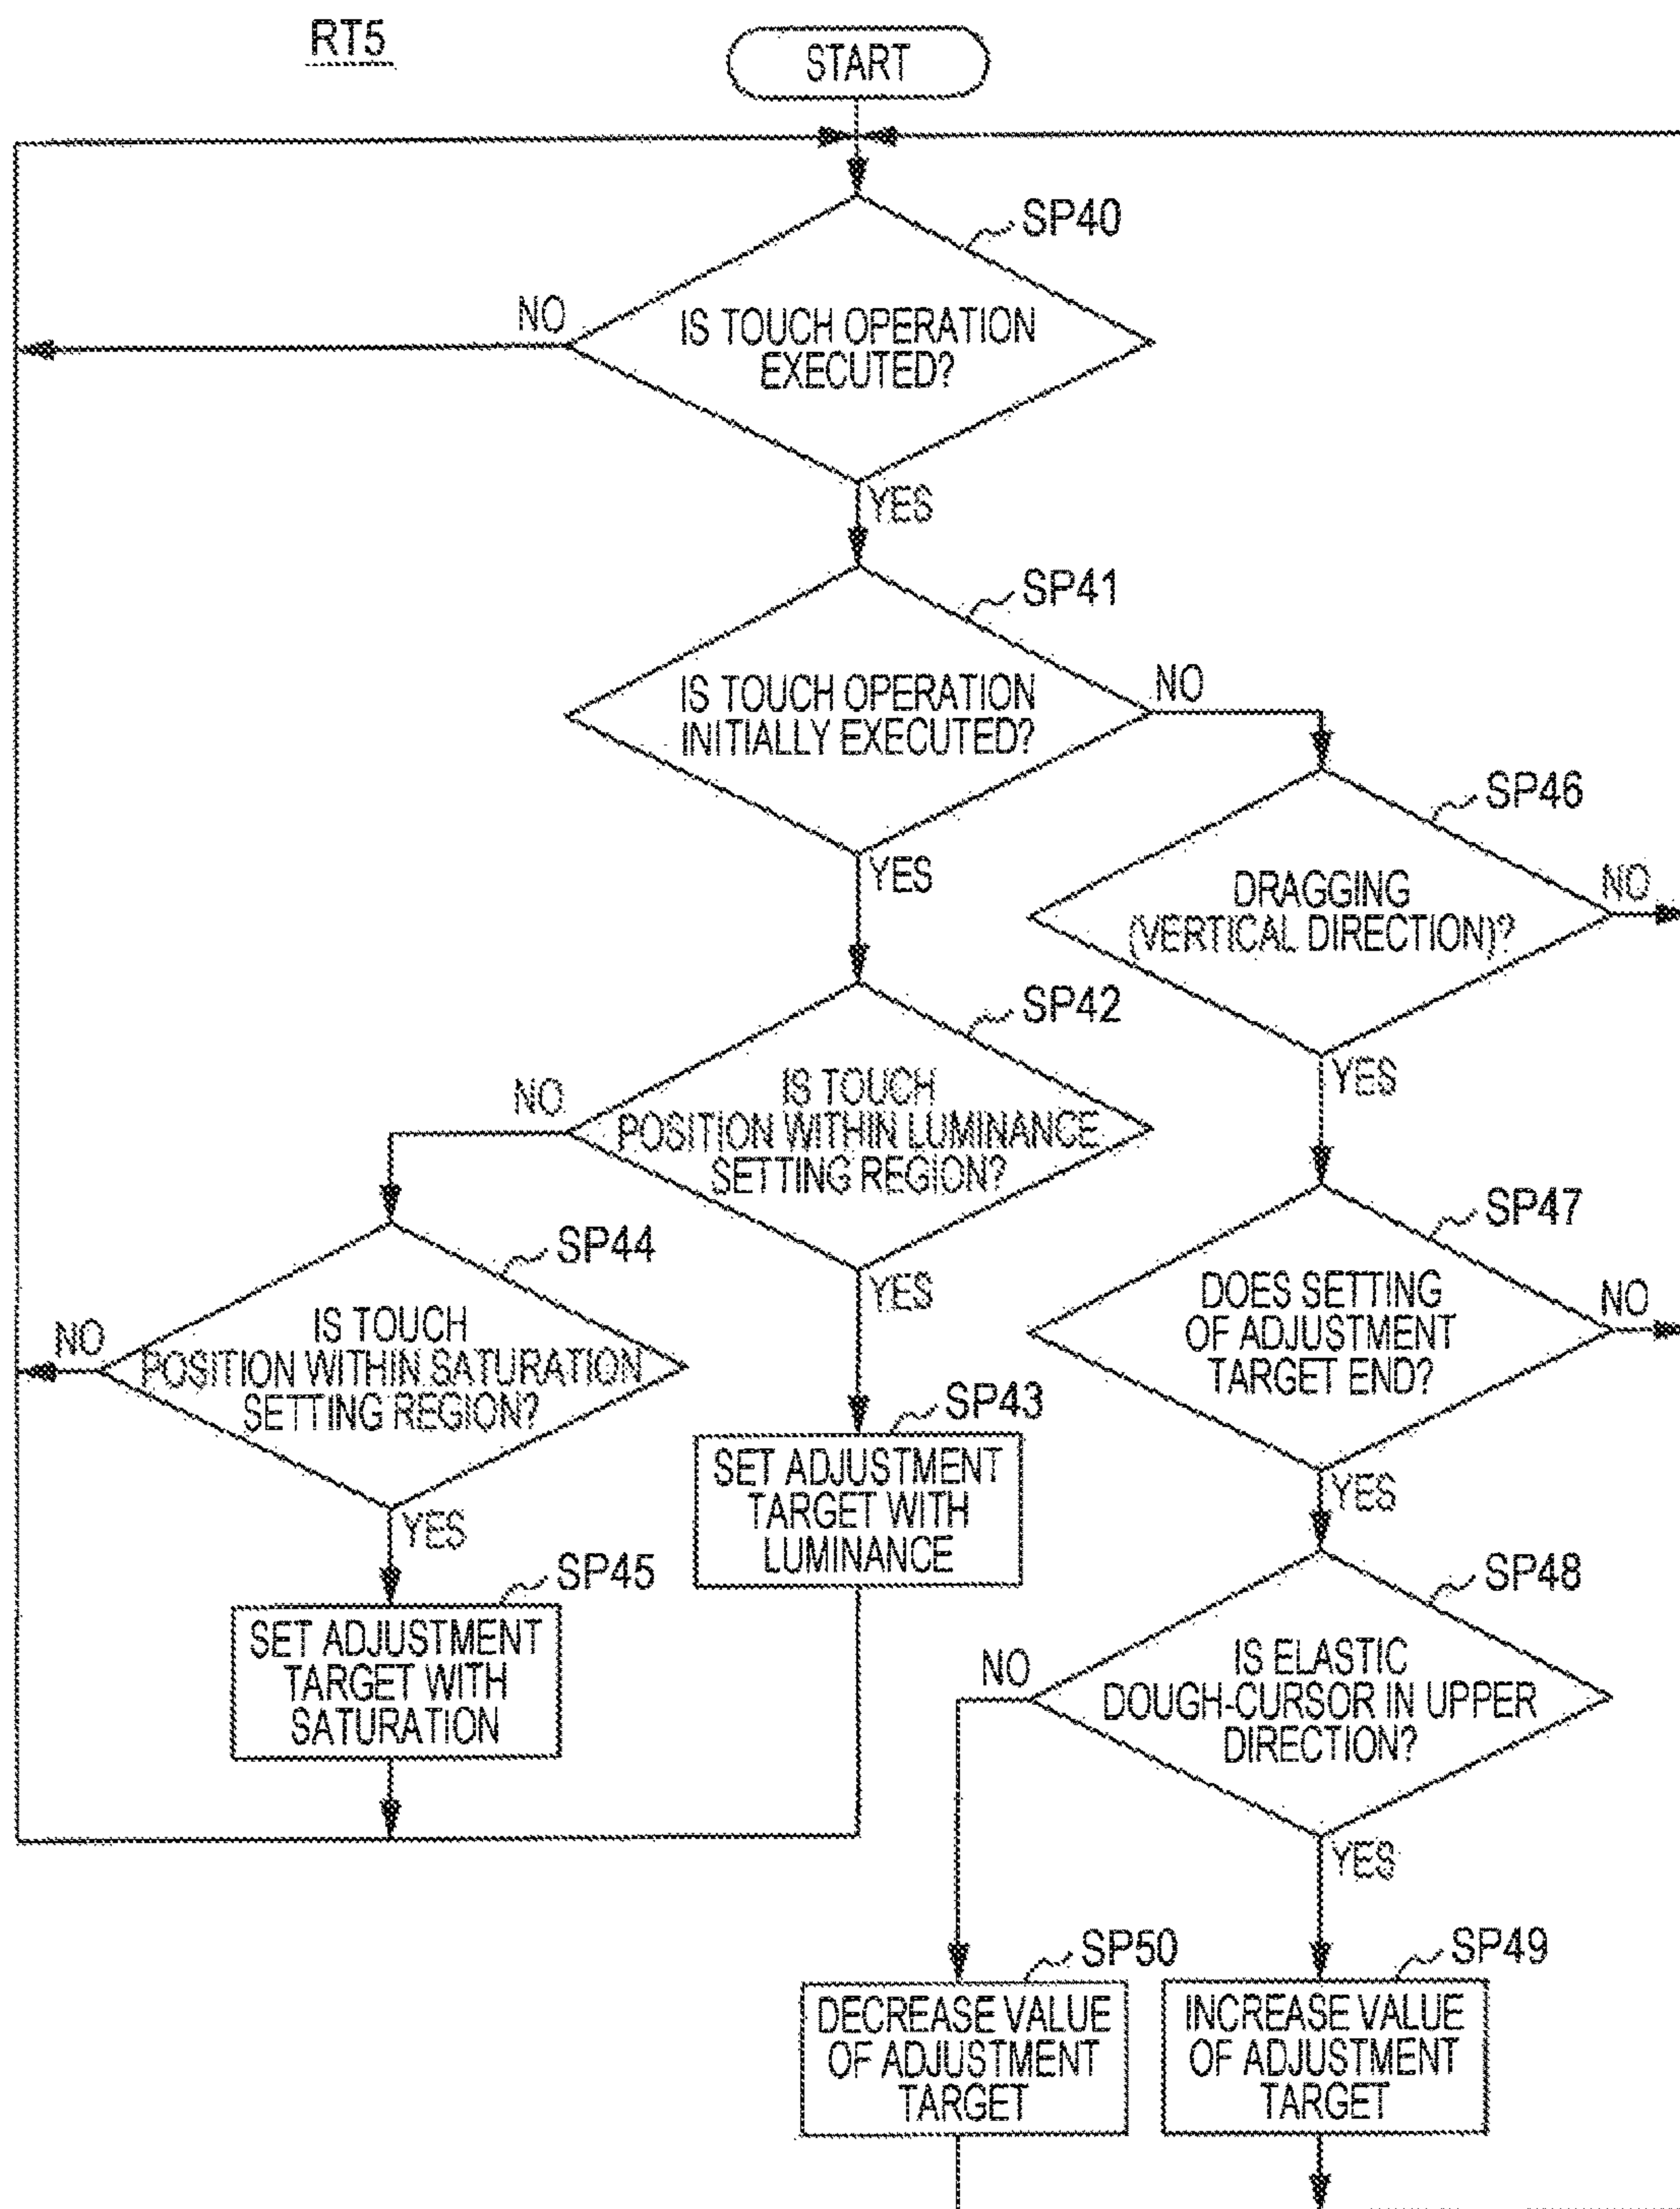 RT5
START
SP40
NO
IS TOUCH OPERATION
EXECUTED?
YES
SP41
IS TOUCH OPERATION
INITIALLY EXECUTED?
NO
YES
SP46
DRAGGING
(VERTICAL DIRECTION)?
NO
YES
SP42
NO
IS TOUCH
POSITION WITHIN LUMINANCE
SETTING REGION?
YES
SP44
NO
IS TOUCH
POSITION WITHIN SATURATION
SETTING REGION?
YES
SP47
DOES SETTING
OF ADJUSTMENT
TARGET END?
NO
YES
SP43
SET ADJUSTMENT
TARGET WITH
LUMINANCE
SP45
SET ADJUSTMENT
TARGET WITH
SATURATION
SP48
NO
IS ELASTIC
DOUGH-CURSOR IN UPPER
DIRECTION?
YES
SP50
DECREASE VALUE
OF ADJUSTMENT
TARGET
SP49
INCREASE VALUE
OF ADJUSTMENT
TARGET